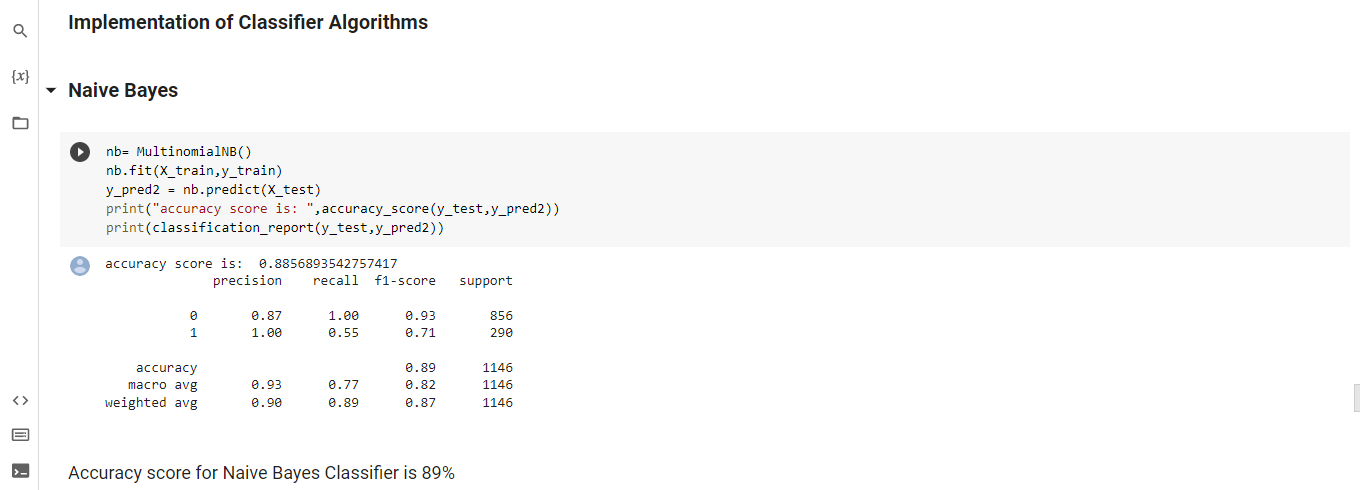 Implementation of Classifier Algorithms
{x}
Naive Bayes
nb= MultinomialNB()
nb.fit(X_train,y_train)
y_pred2 = nb.predict(X_test)
print("accuracy score is: ",accuracy_score(y_test,y_pred2))
print(classification_report(y_test,y_pred2))
accuracy score is:  0.8856893542757417
precision    recall  f1-score   support
0       0.87      1.00      0.93       856
1       1.00      0.55      0.71       290
accuracy                           0.89      1146
macro avg       0.93      0.77      0.82      1146
weighted avg       0.90      0.89      0.87      1146
Accuracy score for Naive Bayes Classifier is 89%